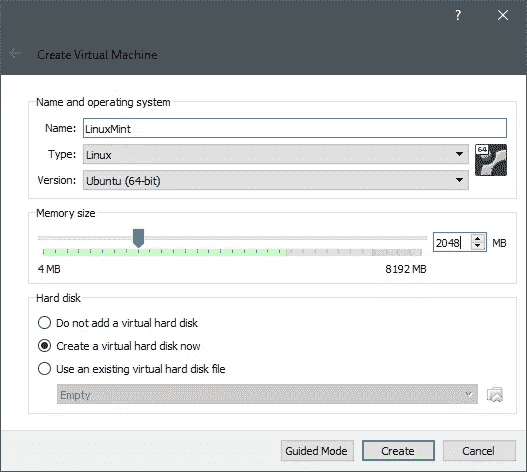 ?
Create Virtual Machine
Name and operating system
Name: LinuxMint
Type: Linux
64
Version: Ubuntu (64-bit)
Memory size
2048 MB
4 MB 8192 MB
Hard disk
Do not add a virtual hard disk
Create a virtual hard disk now
Use an existing virtual hard disk file
Empty
Guided Mode Create Cancel